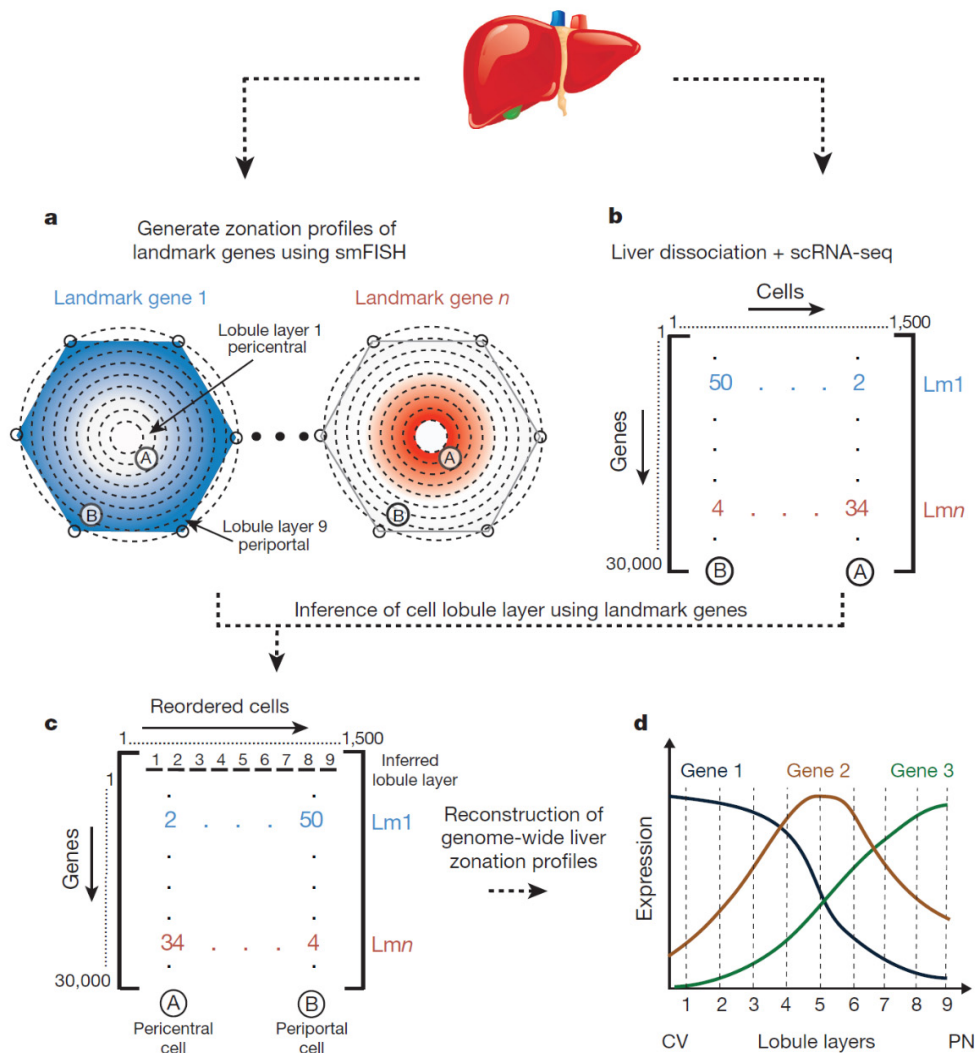 a
Generate zonation profiles of
landmark genes using smFISH
Landmark gene 1
Landmark gene n
Lobule layer 1
pericentral
A
B
Lobule layer 9
periportal
A
B
b
Liver dissociation + scRNA-seq
Cells
1
1,500
1
Genes
30,000
50 . . . 2 Lm1
4 . . . 34 Lmn
B A
Inference of cell lobule layer using landmark genes
c
Reordered cells
1
1,500
1 2 3 4 5 6 7 8 9
Inferred
lobule layer
1
Genes
30,000
2 . . . 50 Lm1
34 . . . 4 Lmn
A B
Pericentral
cell
Periportal
cell
Reconstruction of
genome-wide liver
zonation profiles
d
Gene 1 Gene 2 Gene 3
Expression
1 2 3 4 5 6 7 8 9
CV Lobule layers PN